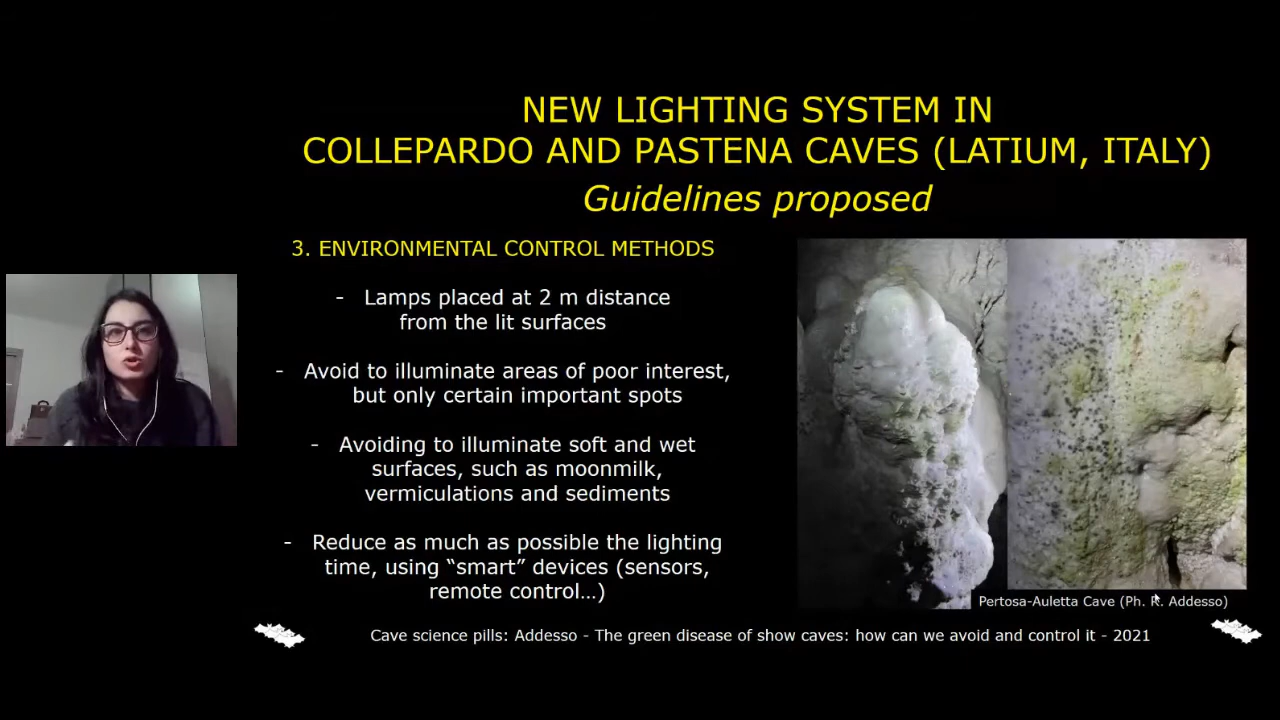 NEW LIGHTING SYSTEM IN
COLLEPARDO AND PASTENA CAVES (LATIUM, ITALY)
Guidelines proposed
3. ENVIRONMENTAL CONTROL METHODS
- Lamps placed at 2 m distance
from the lit surfaces
- Avoid to illuminate areas of poor interest,
but only certain important spots
- Avoiding to illuminate soft and wet
surfaces, such as moonmilk,
vermiculations and sediments
- Reduce as much as possible the lighting
time, using “smart” devices (sensors,
remote control…)
Pertosa-Auletta Cave (Ph. R. Addesso)
Cave science pills: Addesso - The green disease of show caves: how can we avoid and control it - 2021